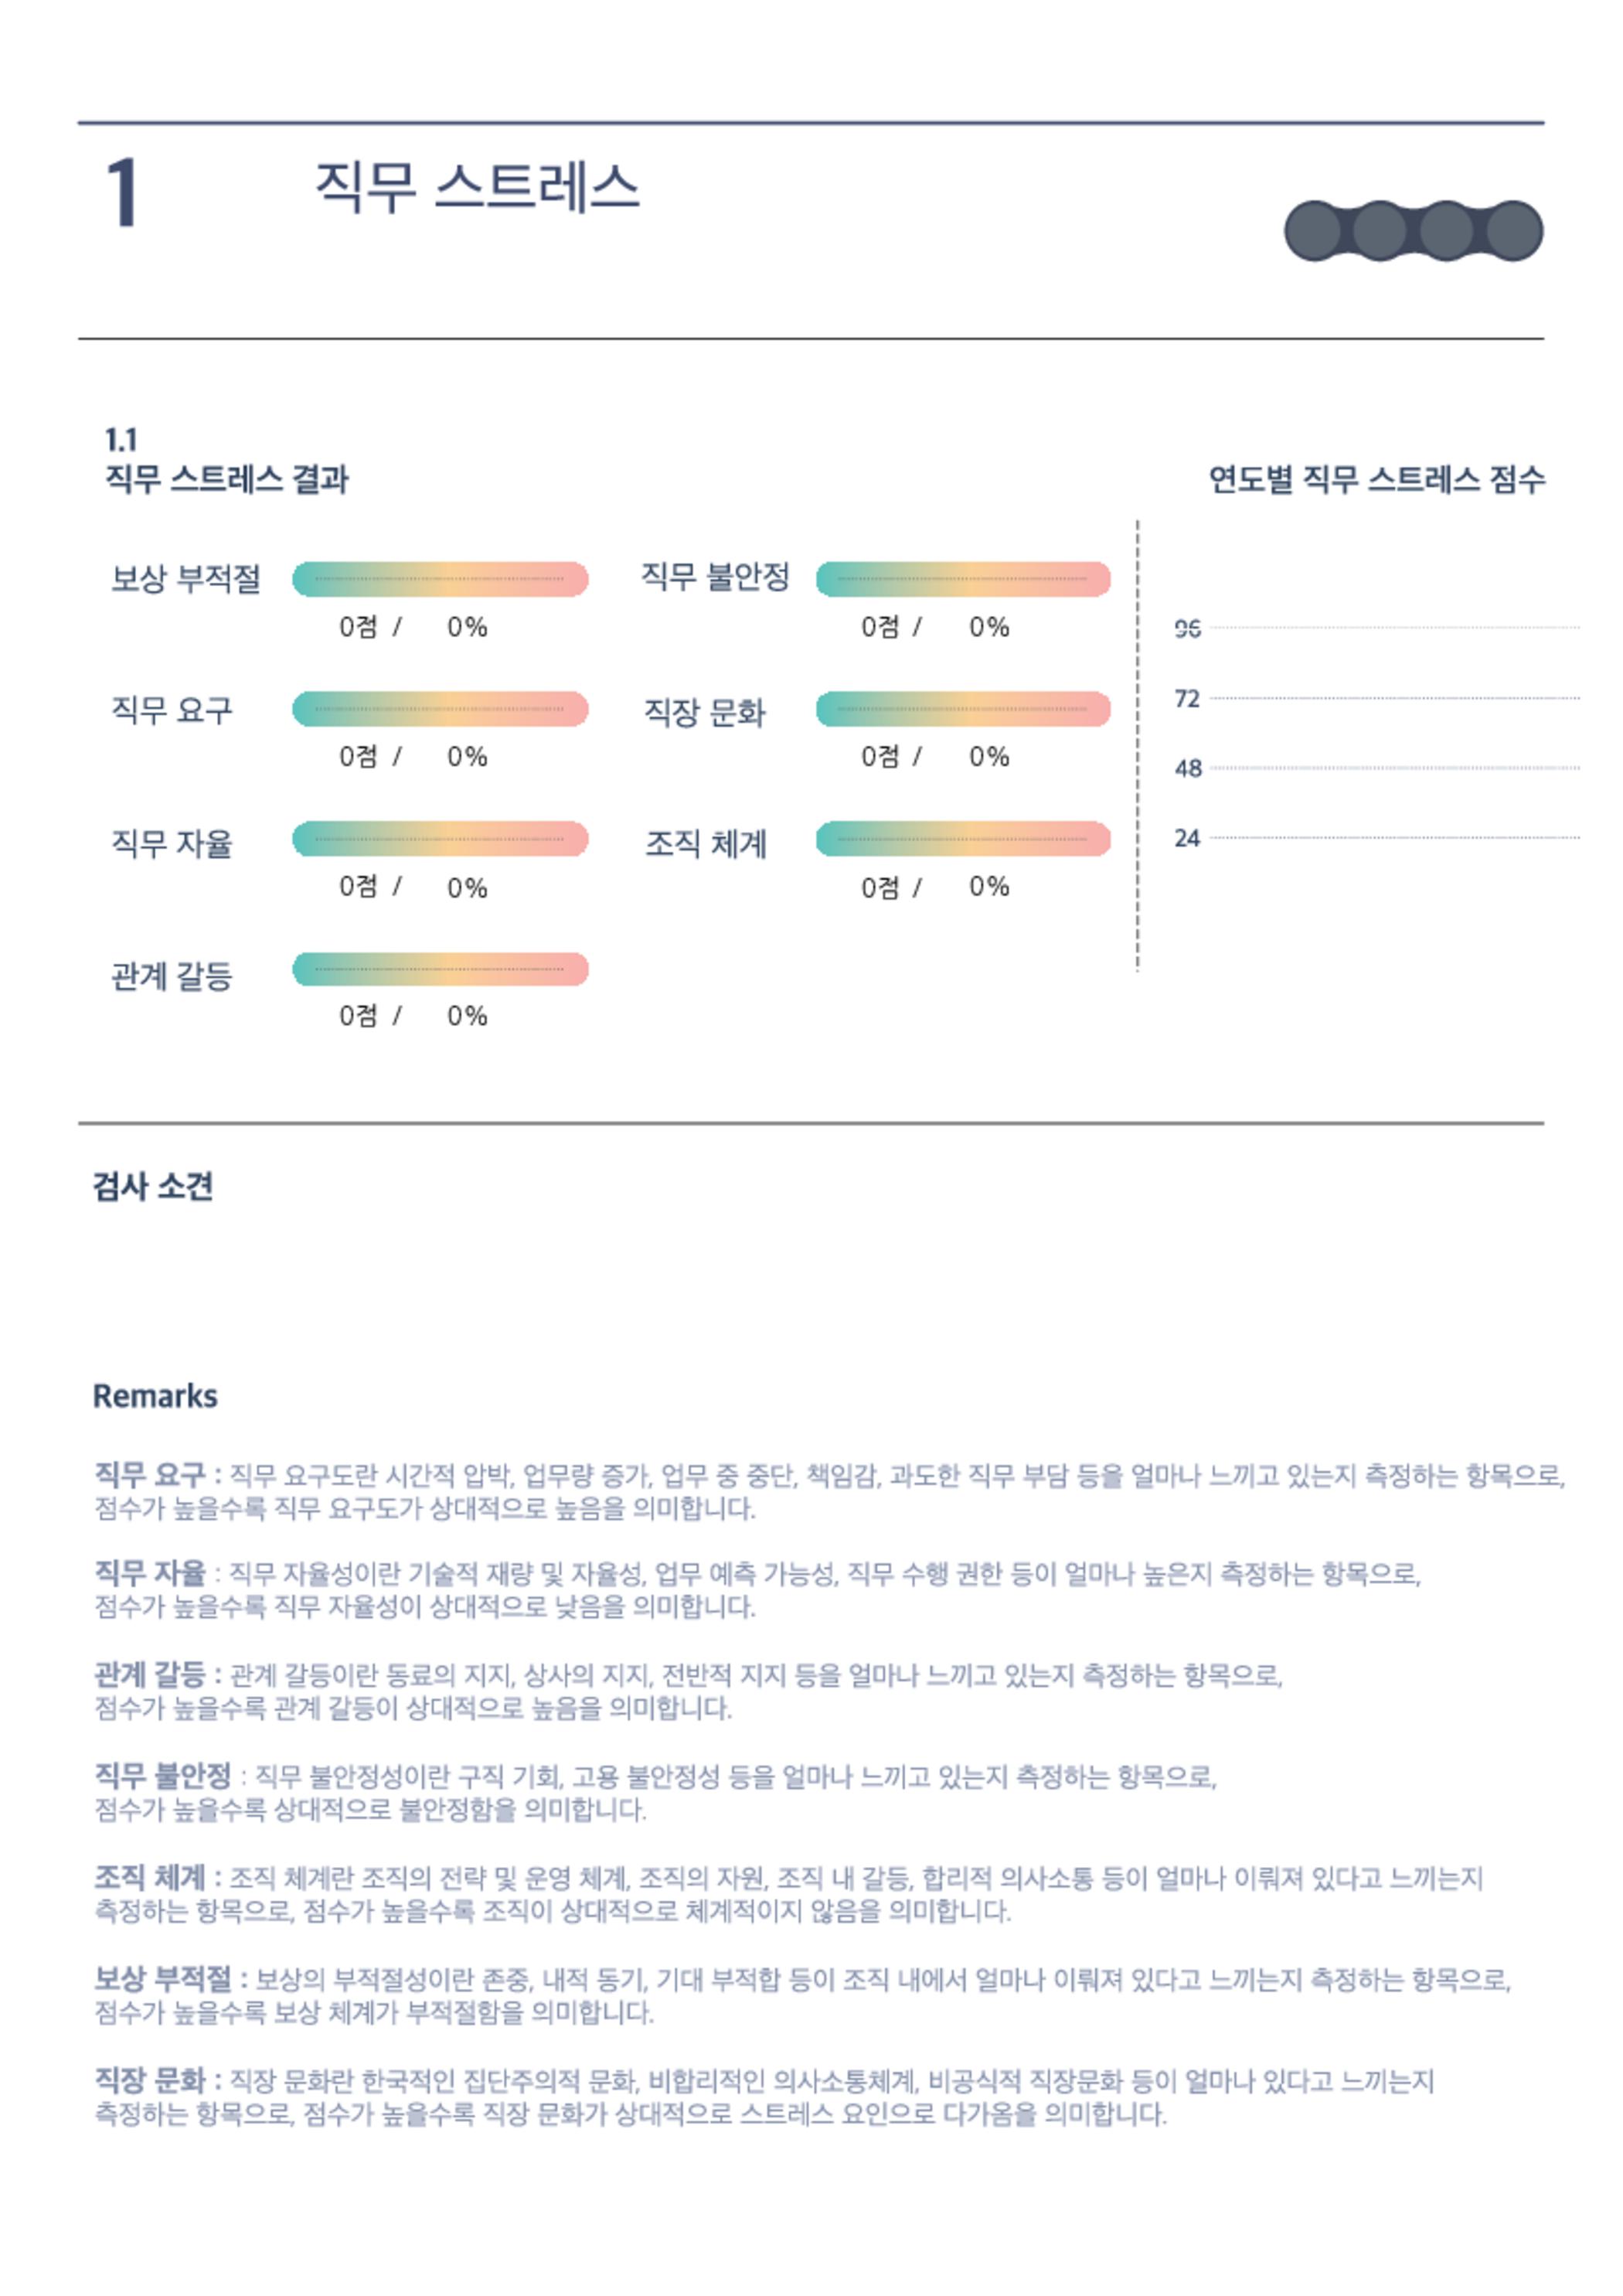 1
직무 스트레스
1.1
직무 스트레스 결과
보상 부적절
0점 / 0%
직무 요구
0점 / 0%
직무 자율
0점 / 0%
관계 갈등
0점 / 0%
직무 불안정
0점 / 0%
직장 문화
0점 / 0%
조직 체계
0점 / 0%
연도별 직무 스트레스 점수
96
72
48
24
검사 소견
Remarks
직무 요구 : 직무 요구도란 시간적 압박, 업무량 증가, 업무 중 중단, 책임감, 과도한 직무 부담 등을 얼마나 느끼고 있는지 측정하는 항목으로,
점수가 높을수록 직무 요구도가 상대적으로 높음을 의미합니다.
직무 자율 : 직무 자율성이란 기술적 재량 및 자율성, 업무 예측 가능성, 직무 수행 권한 등이 얼마나 높은지 측정하는 항목으로,
점수가 높을수록 직무 자율성이 상대적으로 낮음을 의미합니다.
관계 갈등 : 관계 갈등이란 동료의 지지, 상사의 지지, 전반적 지지 등을 얼마나 느끼고 있는지 측정하는 항목으로,
점수가 높을수록 관계 갈등이 상대적으로 높음을 의미합니다.
직무 불안정 : 직무 불안정성이란 구직 기회, 고용 불안정성 등을 얼마나 느끼고 있는지 측정하는 항목으로,
점수가 높을수록 상대적으로 불안정함을 의미합니다.
조직 체계 : 조직 체계란 조직의 전략 및 운영 체계, 조직의 자원, 조직 내 갈등, 합리적 의사소통 등이 얼마나 이뤄져 있다고 느끼는지
측정하는 항목으로, 점수가 높을수록 조직이 상대적으로 체계적이지 않음을 의미합니다.
보상 부적절 : 보상의 부적절성이란 존중, 내적 동기, 기대 부적합 등이 조직 내에서 얼마나 이뤄져 있다고 느끼는지 측정하는 항목으로,
점수가 높을수록 보상 체계가 부적절함을 의미합니다.
직장 문화 : 직장 문화란 한국적인 집단주의적 문화, 비합리적인 의사소통체계, 비공식적 직장문화 등이 얼마나 있다고 느끼는지
측정하는 항목으로, 점수가 높을수록 직장 문화가 상대적으로 스트레스 요인으로 다가옴을 의미합니다.